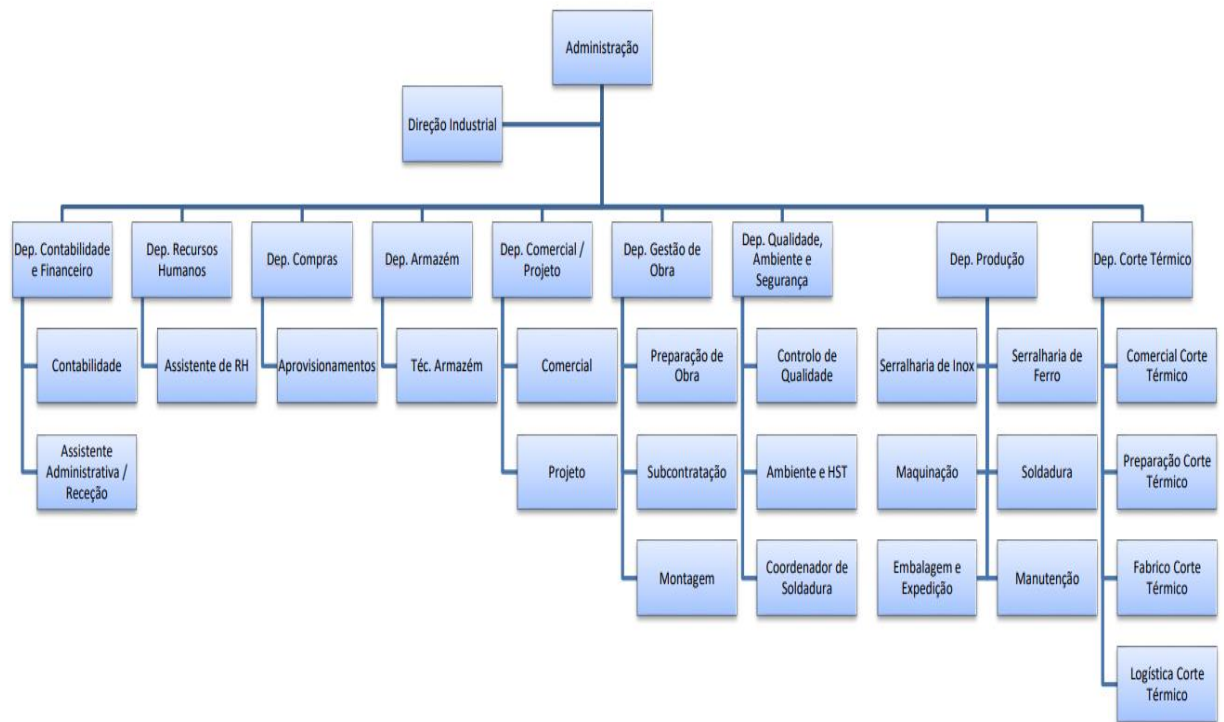 Administração
Direção Industrial
Dep. Contabilidade
e Financeiro
Dep. Recursos
Humanos
Dep. Compras
Dep. Armazém
Dep. Comercial /
Projeto
Dep. Gestão de
Obra
Dep. Qualidade,
Ambiente e
Segurança
Dep. Produção
Dep. Corte Térmico
Contabilidade
Assistente de RH
Aprovisionamentos
Téc. Armazém
Comercial
Preparação de
Obra
Controlo de
Qualidade
Serralharia de Inox
Serralharia de
Ferro
Comercial Corte
Térmico
Assistente
Administrativa /
Receção
Projeto
Subcontratação
Ambiente e HST
Maquinação
Soldadura
Preparação Corte
Térmico
Montagem
Coordenador de
Soldadura
Embalagem e
Expedição
Manutenção
Fabrico Corte
Térmico
Logística Corte
Térmico